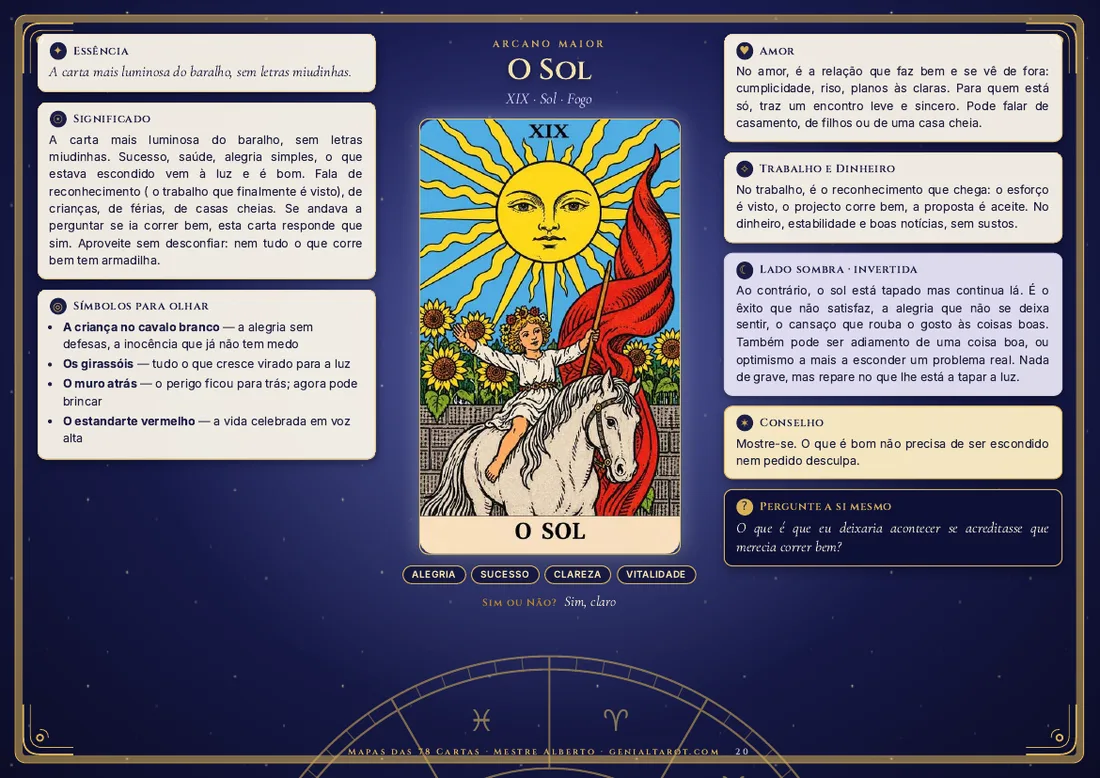 Essência
A carta mais luminosa do baralho, sem letras miudinhas.
Significado
A carta mais luminosa do baralho, sem letras
miudinhas. Sucesso, saúde, alegria simples, o que
estava escondido vem à luz e é bom. Fala de
reconhecimento ( o trabalho que finalmente é visto), de
crianças, de férias, de casas cheias. Se andava a
perguntar se ia correr bem, esta carta responde que
sim. Aproveite sem desconfiar: nem tudo o que corre
bem tem armadilha.
Símbolos para olhar
• A criança no cavalo branco — a alegria sem
defesas, a inocência que já não tem medo
• Os girassóis — tudo o que cresce virado para a luz
• O muro atrás — o perigo ficou para trás; agora pode
brincar
• O estandarte vermelho — a vida celebrada em voz
alta
Arcano Maior
O Sol
XIX · Sol · Fogo
XIX
O SOL
ALEGRIA
SUCESSO
CLAREZA
VITALIDADE
Sim ou Não? Sim, claro
Amor
No amor, é a relação que faz bem e se vê de fora:
cumplicidade, riso, planos às claras. Para quem está
só, traz um encontro leve e sincero. Pode falar de
casamento, de filhos ou de uma casa cheia.
Trabalho e Dinheiro
No trabalho, é o reconhecimento que chega: o esforço
é visto, o projecto corre bem, a proposta é aceite. No
dinheiro, estabilidade e boas notícias, sem sustos.
Lado sombra · invertida
Ao contrário, o sol está tapado mas continua lá. É o
êxito que não satisfaz, a alegria que não se deixa
sentir, o cansaço que rouba o gosto às coisas boas.
Também pode ser adiamento de uma coisa boa, ou
optimismo a mais a esconder um problema real. Nada
de grave, mas repare no que lhe está a tapar a luz.
Conselho
Mostre-se. O que é bom não precisa de ser escondido
nem pedido desculpa.
? Pergunte a si mesmo
O que é que eu deixaria acontecer se acreditasse que
merecia correr bem?
Mapas das 78 Cartas · Mestre Alberto · genialtarot.com 20